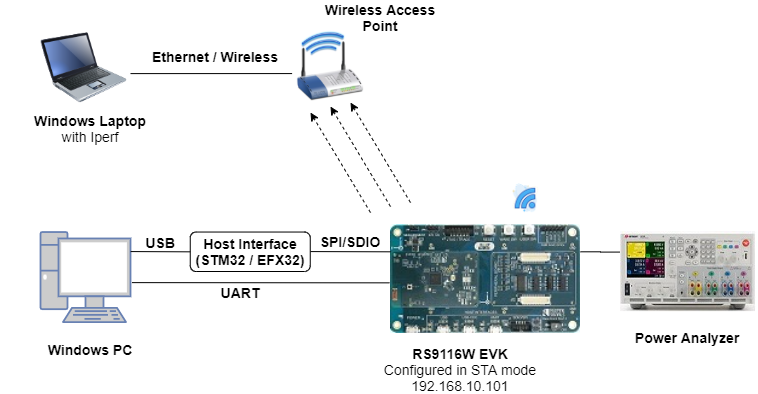 Wireless Access
Point
Ethernet / Wireless
Windows Laptop
with Iperf
USB
Host Interface
(STM32 / EFX32)
SPI/SDIO
UART
Windows PC
RS9116W EVK
Configured in STA mode
192.168.10.101
Power Analyzer